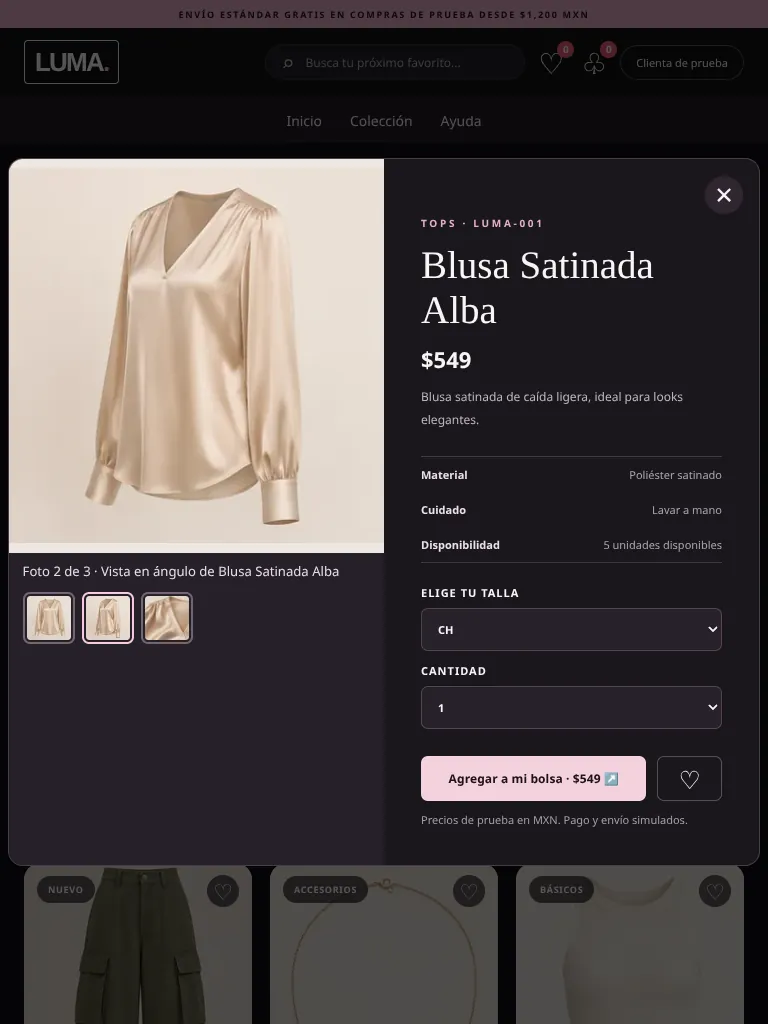 ENVÍO ESTÁNDAR GRATIS EN COMPRAS DE PRUEBA DESDE $1,200 MXN
LUMA.
Busca tu próximo favorito...
0
0
Clienta de prueba
Inicio
Colección
Ayuda
TOPS · LUMA-001
Blusa Satinada
Alba
$549
Blusa satinada de caída ligera, ideal para looks
elegantes.
Material
Poliéster satinado
Cuidado
Lavar a mano
Disponibilidad
5 unidades disponibles
Foto 2 de 3 · Vista en ángulo de Blusa Satinada Alba
ELIGE TU TALLA
CH
CANTIDAD
1
Agregar a mi bolsa · $549 ↗
Precios de prueba en MXN. Pago y envío simulados.
NUEVO
ACCESORIOS
BÁSICOS